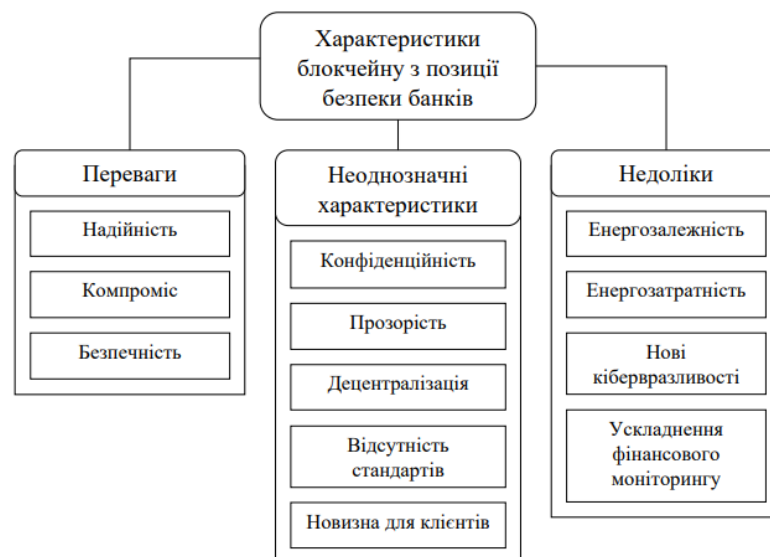 Характеристики
блокчейну з позиції
безпеки банків
Переваги
Надійність
Компроміс
Безпечність
Неоднозначні
характеристики
Конфіденційність
Прозорість
Децентралізація
Відсутність
стандартів
Новизна для клієнтів
Недоліки
Енергозалежність
Енергозатратність
Нові
кібервразливості
Ускладнення
фінансового
моніторингу